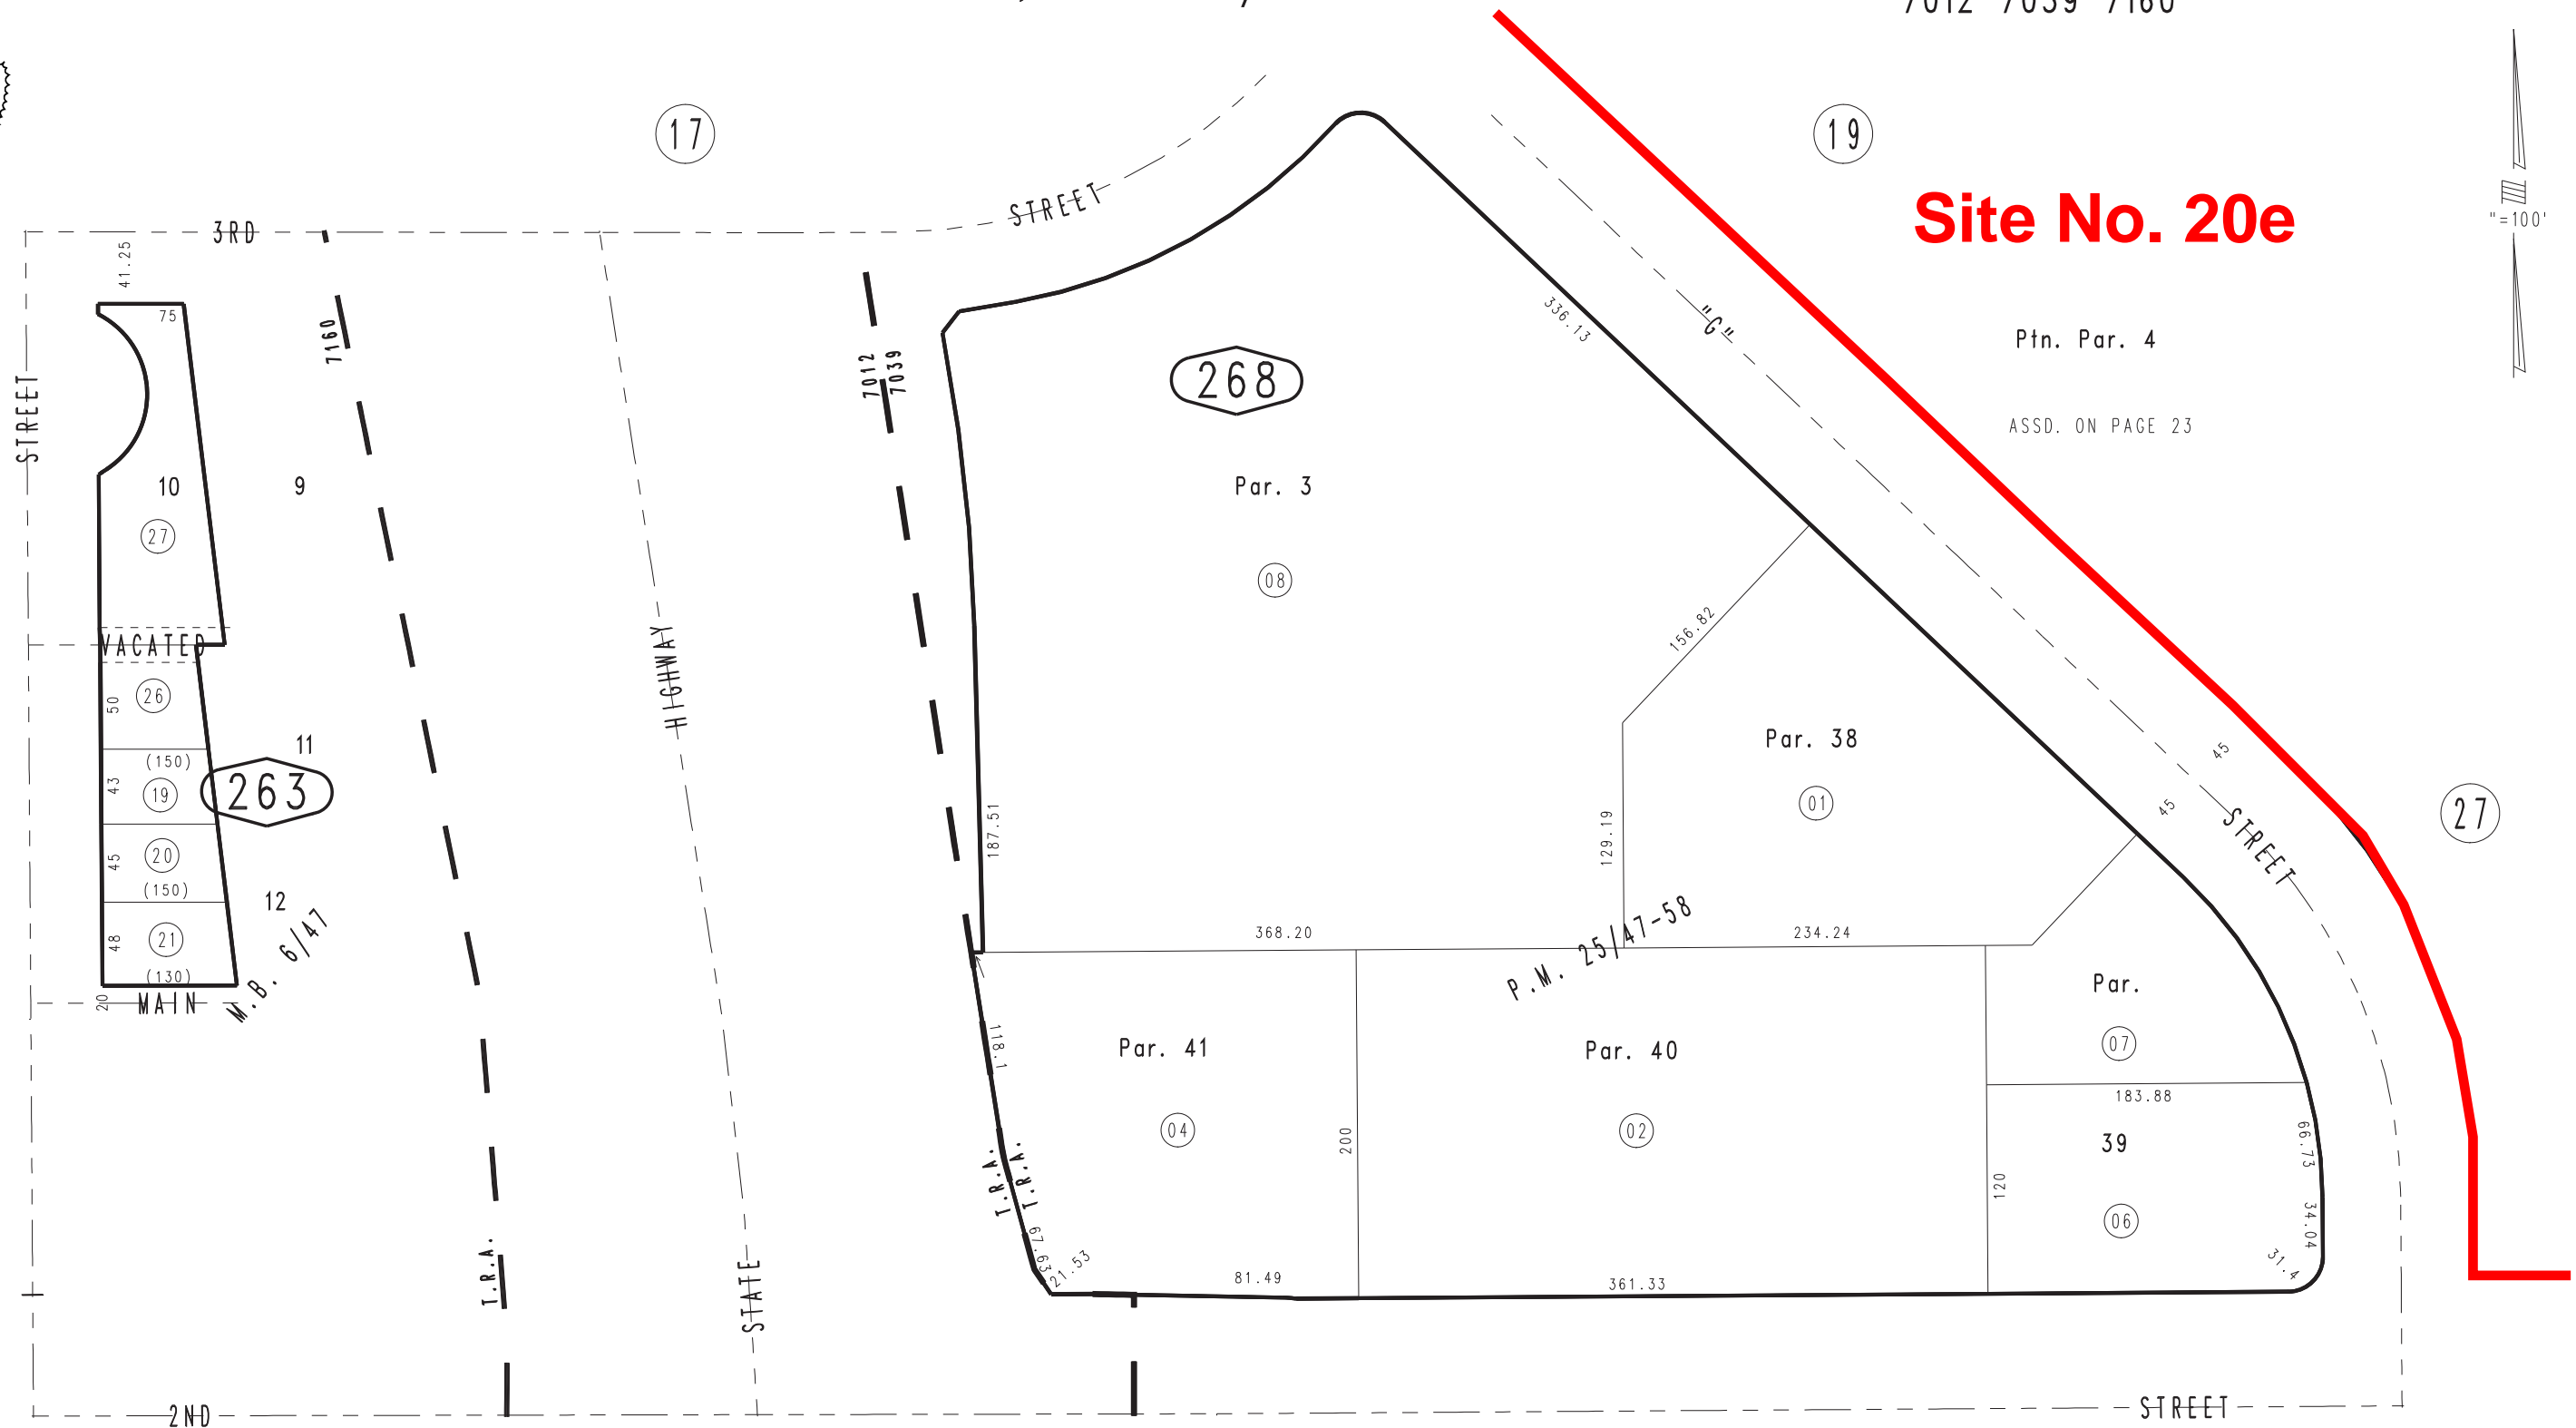 7012 7039 7160
17
19
Site No. 20e
"=100'
3RD
STREET
41.25
75
STREET
7160
7012
7039
268
336.13
"G"
Ptn. Par. 4
ASSD. ON PAGE 23
10
9
27
Par. 3
08
156.82
VACATED
26
50
HIGHWAY
11
(150)
43
19
263
45
20
(150)
12
48
21
(130)
20
MAIN
M.B. 6/47
187.51
Par. 38
01
129.19
45
45
STREET
27
368.20
234.24
P.M. 25/47-58
118.1
Par. 41
04
200
Par. 40
02
Par.
07
183.88
39
06
120
66.73
34.04
31.4
T.R.A.
T.R.A.
T.R.A.
67.63
21.53
81.49
361.33
STATE
2ND
STREET